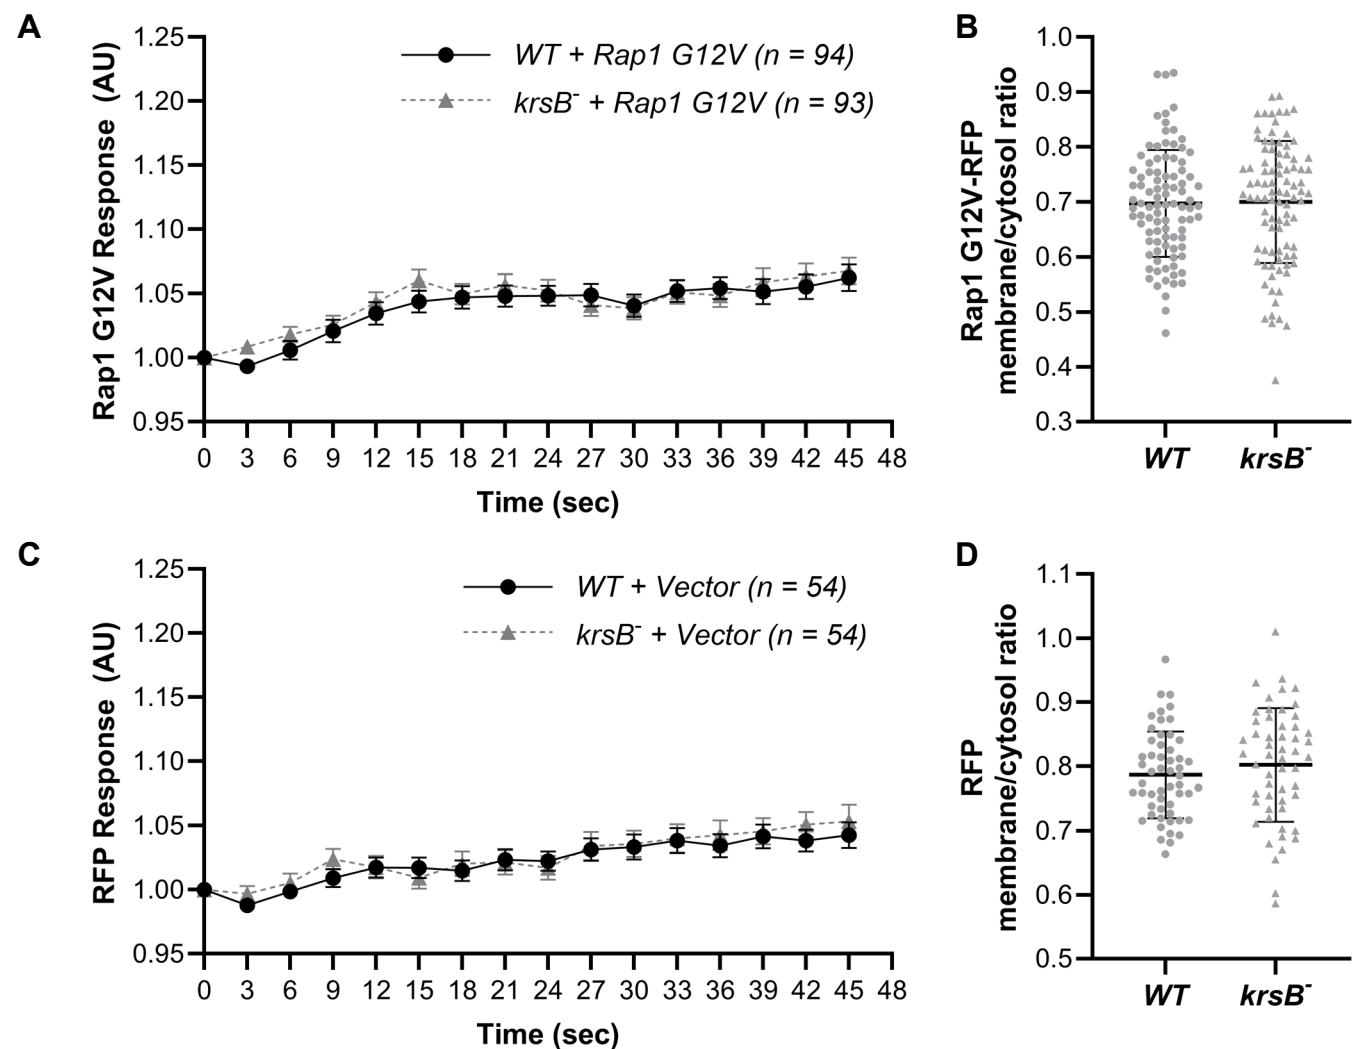 A
1.25
1.20
1.15
1.10
1.05
1.00
0.95
Rap1 G12V Response (AU)
WT + Rap1 G12V (n = 94)
krsB- + Rap1 G12V (n = 93)
0 3 6 9 12 15 18 21 24 27 30 33 36 39 42 45 48
Time (sec)
B
1.0
0.9
0.8
0.7
0.6
0.5
0.4
0.3
Rap1 G12V-RFP
membrane/cytosol ratio
WT krsB-
C
1.25
1.20
1.15
1.10
1.05
1.00
0.95
RFP Response (AU)
WT + Vector (n = 54)
krsB- + Vector (n = 54)
0 3 6 9 12 15 18 21 24 27 30 33 36 39 42 45 48
Time (sec)
D
1.1
1.0
0.9
0.8
0.7
0.6
0.5
RFP
membrane/cytosol ratio
WT krsB-